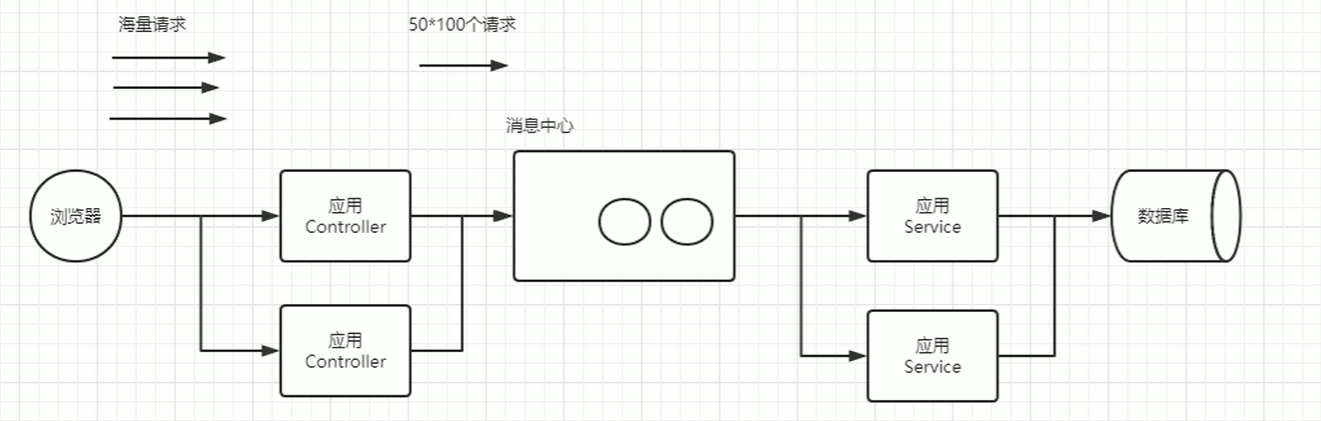 海量请求
50*100个请求
消息中心
浏览器
应用
Controller
应用
Controller
应用
Service
应用
Service
数据库